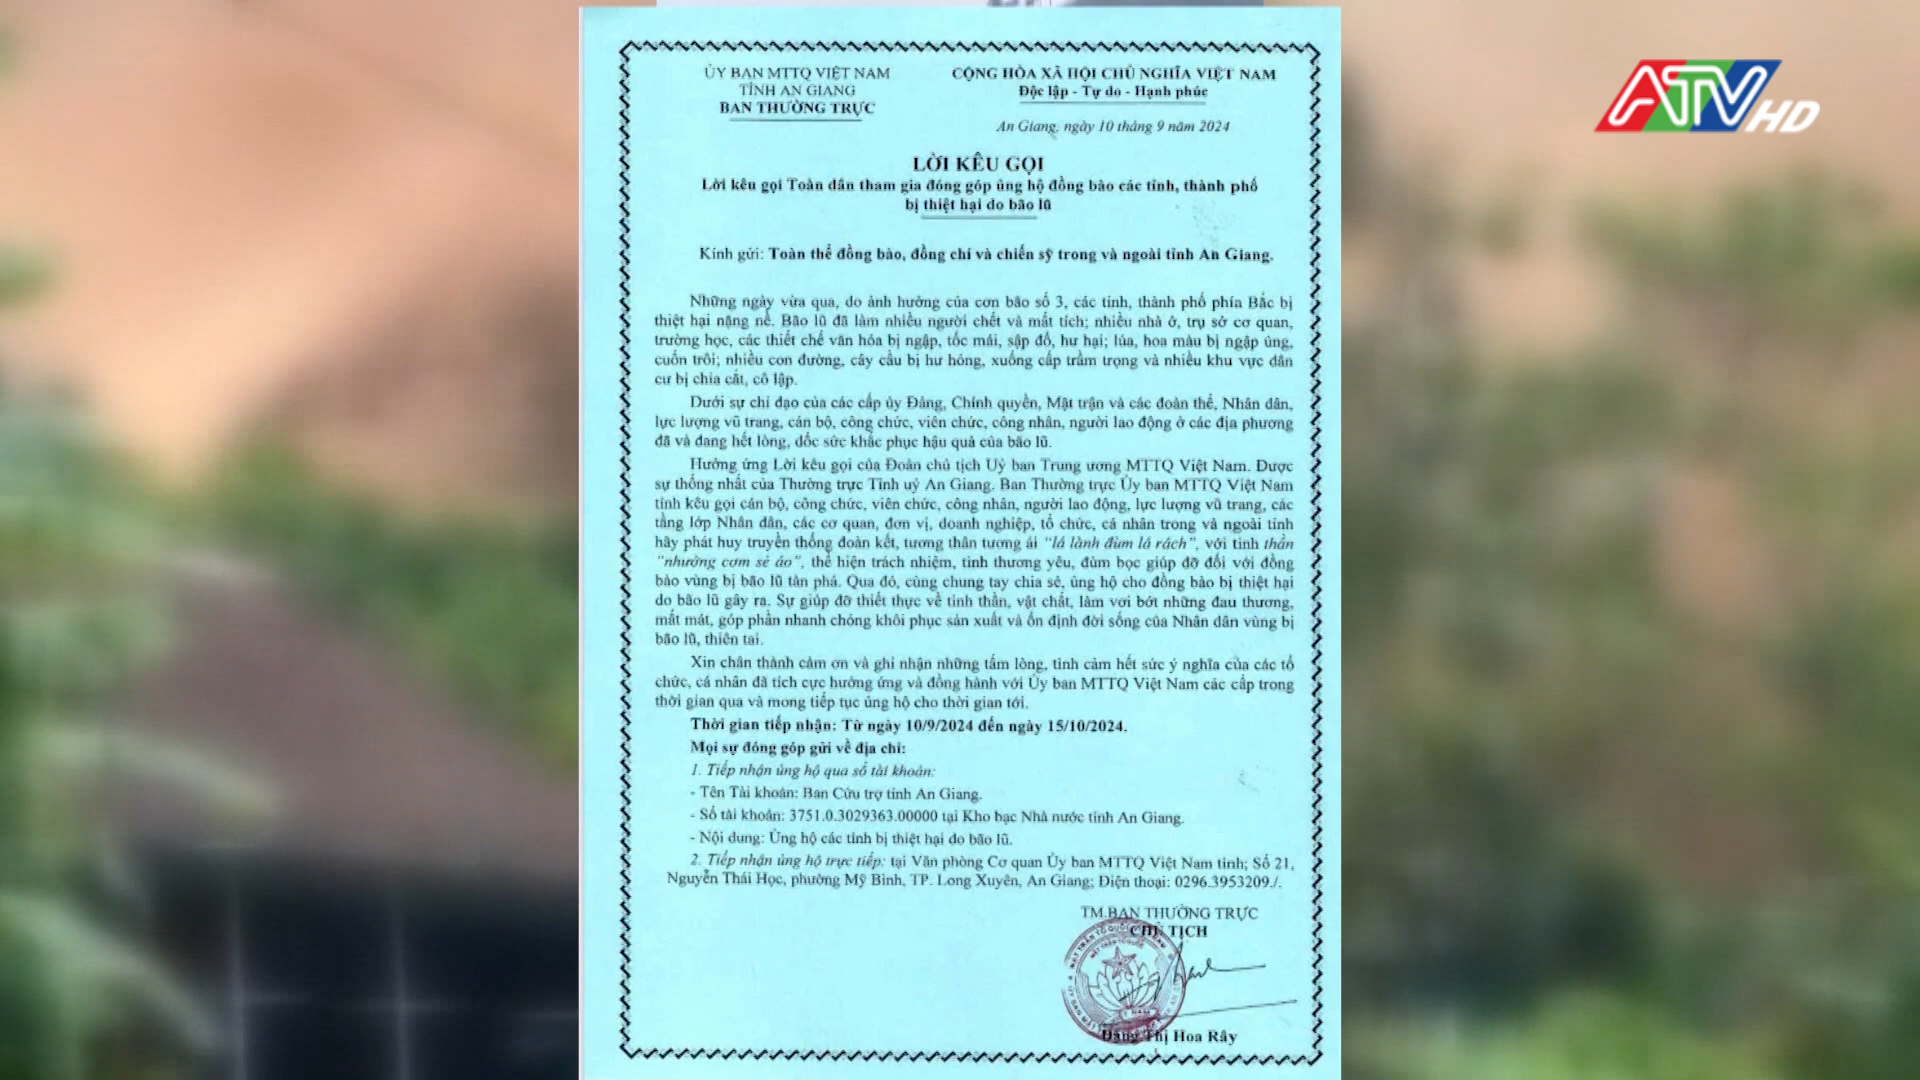 ỦY BAN MTTQ VIỆT NAM
TỈNH AN GIANG
BAN THƯỜNG TRỰC
CỘNG HÒA XÃ HỘI CHỦ NGHĨA VIỆT NAM
Độc lập - Tự do - Hạnh phúc
An Giang, ngày 10 tháng 9 năm 2024
ATV HD
LỜI KÊU GỌI
Lời kêu gọi Toàn dân tham gia đóng góp ủng hộ đồng bào các tỉnh, thành phố
bị thiệt hại do bão lũ
Kính gửi: Toàn thể đồng bào, đồng chí và chiến sỹ trong và ngoài tỉnh An Giang.
Những ngày vừa qua, do ảnh hưởng của cơn bão số 3, các tỉnh, thành phố phía Bắc bị
thiệt hại nặng nề. Bão lũ đã làm nhiều người chết và mất tích; nhiều nhà ở, trụ sở cơ quan,
trường học, các thiết chế văn hóa bị ngập, tốc mái, sập đổ, hư hại; lúa, hoa màu bị ngập úng,
cuốn trôi; nhiều con đường, cây cầu bị hư hỏng, xuống cấp trầm trọng và nhiều khu vực dân
cư bị chia cắt, cô lập.
Dưới sự chỉ đạo của các cấp ủy Đảng, Chính quyền, Mặt trận và các đoàn thể, Nhân dân,
lực lượng vũ trang, cán bộ, công chức, viên chức, công nhân, người lao động ở các địa phương
đã và đang hết lòng, dốc sức khắc phục hậu quả của bão lũ.
Hưởng ứng Lời kêu gọi của Đoàn chủ tịch Uỷ ban Trung ương MTTQ Việt Nam. Được
sự thống nhất của Thường trực Tỉnh uỷ An Giang. Ban Thường trực Ủy ban MTTQ Việt Nam
tỉnh kêu gọi cán bộ, công chức, viên chức, công nhân, người lao động, lực lượng vũ trang, các
tầng lớp Nhân dân, các cơ quan, đơn vị, doanh nghiệp, tổ chức, cá nhân trong và ngoài tỉnh
hãy phát huy truyền thống đoàn kết, tương thân tương ái "lá lành đùm lá rách", với tinh thần
"nhường cơm sẻ áo", thể hiện trách nhiệm, tình thương yêu, đùm bọc giúp đỡ đối với đồng
bào vùng bị bão lũ tàn phá. Qua đó, cùng chung tay chia sẻ, ủng hộ cho đồng bào bị thiệt hại
do bão lũ gây ra. Sự giúp đỡ thiết thực về tinh thần, vật chất, làm vơi bớt những đau thương,
mất mát, góp phần nhanh chóng khôi phục sản xuất và ổn định đời sống của Nhân dân vùng bị
bão lũ, thiên tai.
Xin chân thành cảm ơn và ghi nhận những tấm lòng, tình cảm hết sức ý nghĩa của các tổ
chức, cá nhân đã tích cực hưởng ứng và đồng hành với Ủy ban MTTQ Việt Nam các cấp trong
thời gian qua và mong tiếp tục ủng hộ cho thời gian tới.
Thời gian tiếp nhận: Từ ngày 10/9/2024 đến ngày 15/10/2024.
Mọi sự đóng góp gửi về địa chỉ:
1. Tiếp nhận ủng hộ qua số tài khoản:
- Tên Tài khoản: Ban Cứu trợ tỉnh An Giang.
- Số tài khoản: 3751.0.3029363.00000 tại Kho bạc Nhà nước tỉnh An Giang.
- Nội dung: Ủng hộ các tỉnh bị thiệt hại do bão lũ.
2. Tiếp nhận ủng hộ trực tiếp: tại Văn phòng Cơ quan Ủy ban MTTQ Việt Nam tỉnh; Số 21,
Nguyễn Thái Học, phường Mỹ Bình, TP. Long Xuyên, An Giang; Điện thoại: 0296.3953209./.
TM.BAN THƯỜNG TRỰC
CHỦ TỊCH
Đặng Thị Hoa Rây